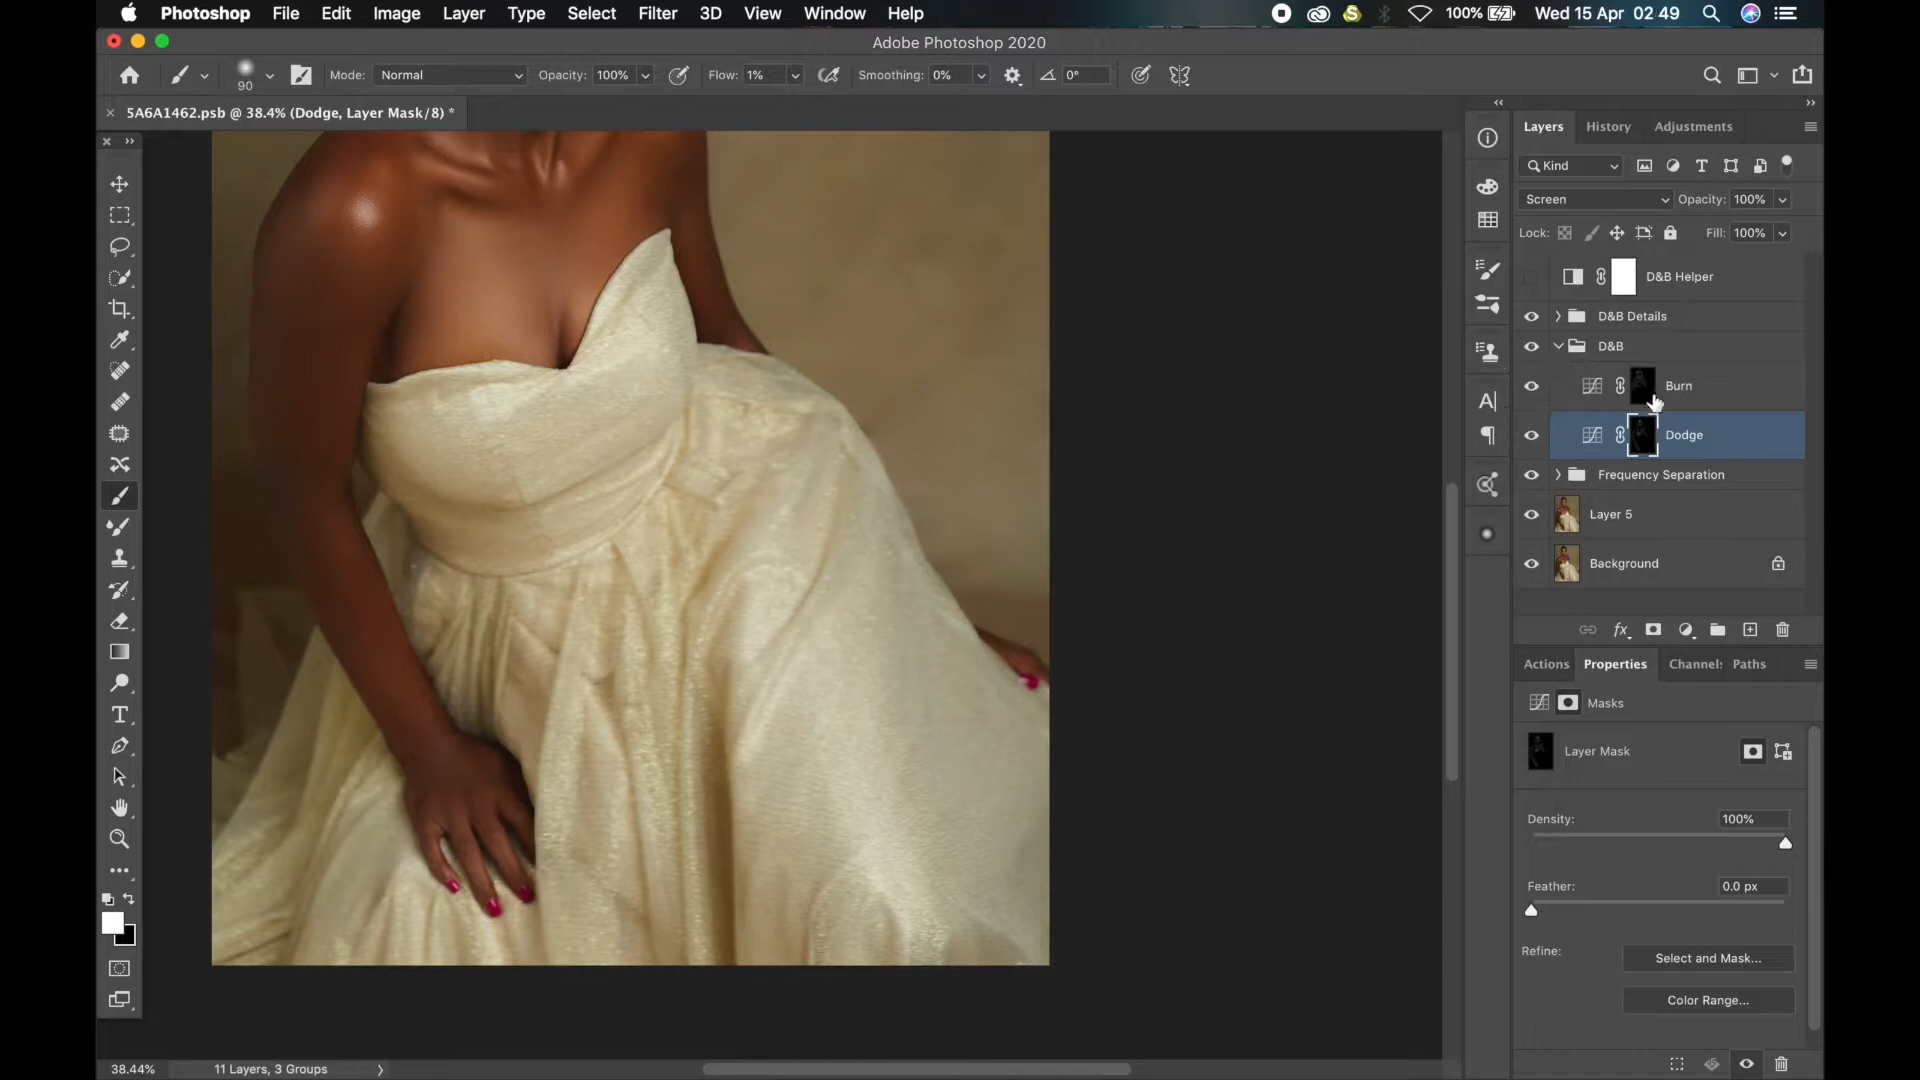 Photoshop File Edit Image Layer Type Select Filter 3D View Window Help 100% Wed 15 Apr 02 49
Adobe Photoshop 2020
90 Mode: Normal Opacity: 100% Flow: 1% Smoothing: 0% 0°
5A6A1462.psb @ 38.4% (Dodge, Layer Mask/8) *
Layers History Adjustments
Kind
Screen Opacity: 100%
Lock: Fill: 100%
D&B Helper
D&B Details
D&B
Burn
Dodge
Frequency Separation
Layer 5
Background
fx
Actions Properties Channel: Paths
Masks
Layer Mask
Density: 100%
Feather: 0.0 px
Refine: Select and Mask...
Color Range...
38.44% 11 Layers, 3 Groups